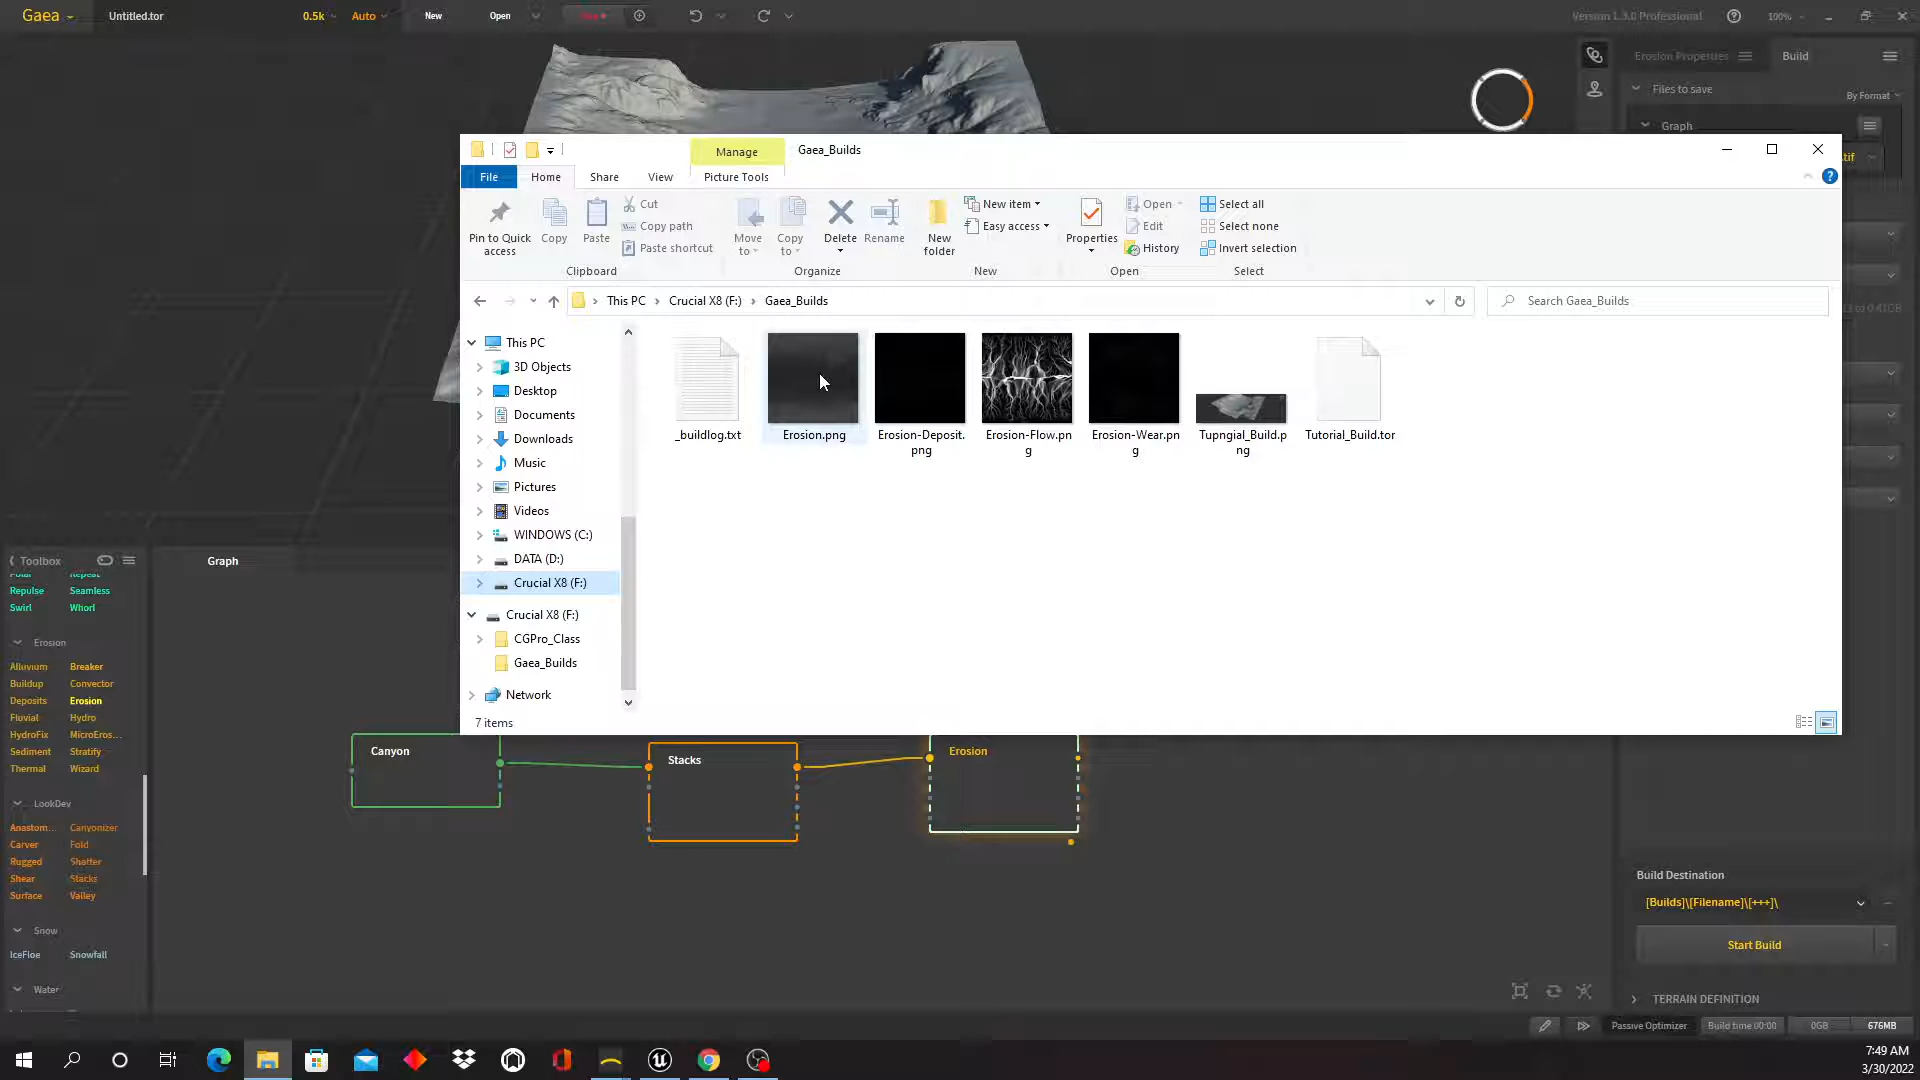 Gaea
Untitled.tor
0.5k
Auto
New
Open
Version 1.3.0 Professional
100%
Erosion Properties
Build
Files to save
By Format
Graph
.tif
Manage
Gaea_Builds
File
Home
Share
View
Picture Tools
Pin to Quick
access
Copy
Paste
Cut
Copy path
Paste shortcut
Clipboard
Move
to
Copy
to
Delete
Rename
Organize
New
folder
New item
Easy access
New
Properties
Open
Edit
History
Open
Select all
Select none
Invert selection
Select
This PC
Crucial X8 (F:)
Gaea_Builds
Search Gaea_Builds
This PC
3D Objects
Desktop
Documents
Downloads
Music
Pictures
Videos
WINDOWS (C:)
DATA (D:)
Crucial X8 (F:)
Crucial X8 (F:)
CGPro_Class
Gaea_Builds
Network
7 items
_buildlog.txt
Erosion.png
Erosion-Deposit.
png
Erosion-Flow.pn
g
Erosion-Wear.pn
g
Tupngial_Build.p
ng
Tutorial_Build.tor
Toolbox
Graph
Polar Repeat
Repulse Seamless
Swirl Whorl
Erosion
Alluvium Breaker
Buildup Convector
Deposits Erosion
Fluvial Hydro
HydroFix MicroEros...
Sediment Stratify
Thermal Wizard
LookDev
Anastom... Canyonizer
Carver Fold
Rugged Shatter
Shear Stacks
Surface Valley
Snow
IceFloe Snowfall
Water
Canyon
Stacks
Erosion
Build Destination
[Builds]\[Filename]\[+++]\
Start Build
TERRAIN DEFINITION
Passive Optimizer
Build time 00:00
0GB
676MB
7:49 AM
3/30/2022